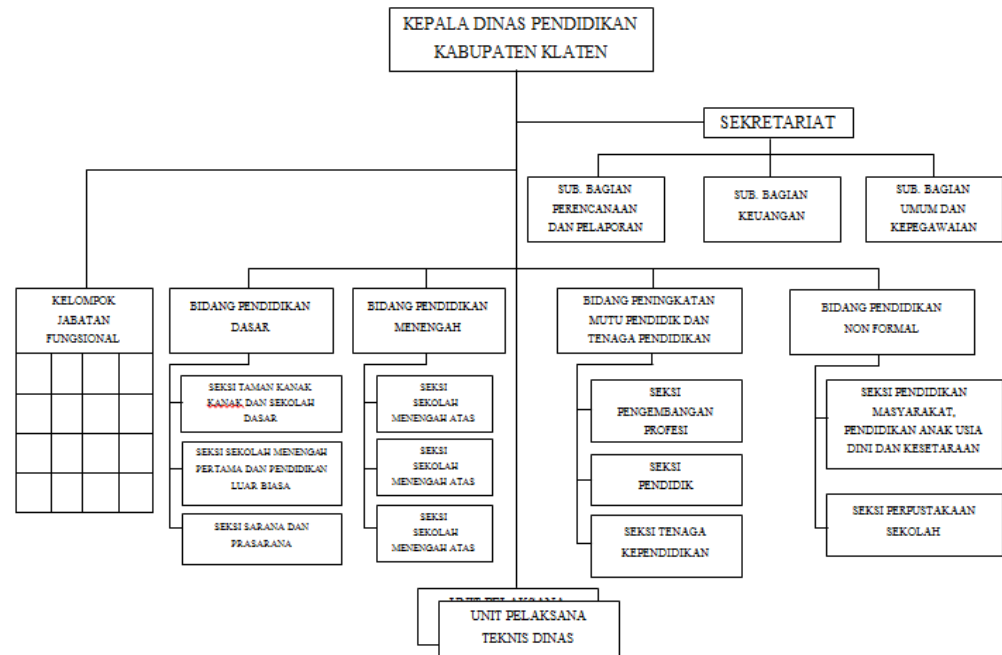 KEPALA DINAS PENDIDIKAN
KABUPATEN KLATEN
SEKRETARIAT
SUB. BAGIAN
PERENCANAAN
DAN PELAPORAN
SUB. BAGIAN
KEUANGAN
SUB. BAGIAN
UMUM DAN
KEPEGAWAIAN
KELOMPOK
JABATAN
FUNGSIONAL
BIDANG PENDIDIKAN
DASAR
SEKSI TAMAN KANAK
KANAK DAN SEKOLAH
DASAR
SEKSI SEKOLAH MENENGAH
PERTAMA DAN PENDIDIKAN
LUAR BIASA
SEKSI SARANA DAN
PRASARANA
BIDANG PENDIDIKAN
MENENGAH
SEKSI
SEKOLAH
MENENGAH ATAS
SEKSI
SEKOLAH
MENENGAH ATAS
SEKSI
SEKOLAH
MENENGAH ATAS
BIDANG PENINGKATAN
MUTU PENDIDIK DAN
TENAGA PENDIDIKAN
SEKSI
PENGEMBANGAN
PROFESI
SEKSI
PENDIDIK
SEKSI TENAGA
KEPENDIDIKAN
BIDANG PENDIDIKAN
NON FORMAL
SEKSI PENDIDIKAN
MASYARAKAT,
PENDIDIKAN ANAK USIA
DINI DAN KESETARAAN
SEKSI PERPUSTAKAAN
SEKOLAH
UNIT PELAKSANA
UNIT PELAKSANA
TEKNIS DINAS